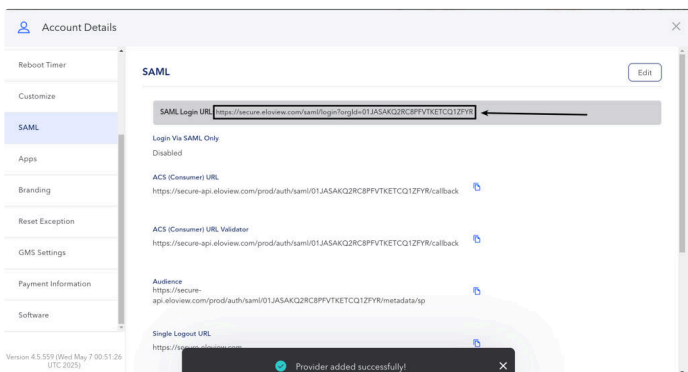 Account Details
Reboot Timer
Customize
SAML
Apps
Branding
Reset Exception
GMS Settings
Payment Information
Software
Version 4.5.559 (Wed May 7 00:51:26
UTC 2025)
SAML
Edit
SAML Login URL https://secure.eloview.com/saml/login?orgId=01JASAKQ2RC8PFVTKETCQ1ZFYR
Login Via SAML Only
Disabled
ACS (Consumer) URL
https://secure-api.eloview.com/prod/auth/saml/01JASAKQ2RC8PFVTKETCQ1ZFYR/callback
ACS (Consumer) URL Validator
https://secure-api.eloview.com/prod/auth/saml/01JASAKQ2RC8PFVTKETCQ1ZFYR/callback
Audience
https://secure-
api.eloview.com/prod/auth/saml/01JASAKQ2RC8PFVTKETCQ1ZFYR/metadata/sp
Single Logout URL
https://secure.eloview.com
Provider added successfully!